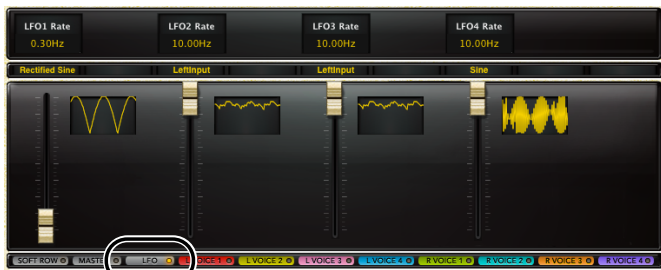 LFO1 Rate LFO2 Rate LFO3 Rate LFO4 Rate
0.30Hz 10.00Hz 10.00Hz 10.00Hz
Rectified Sine LeftInput LeftInput Sine
SOFT ROW LFO L VOICE 2 L VOICE 3 L VOICE 4 R VOICE 1 R VOICE 2 R VOICE 3 R VOICE 4